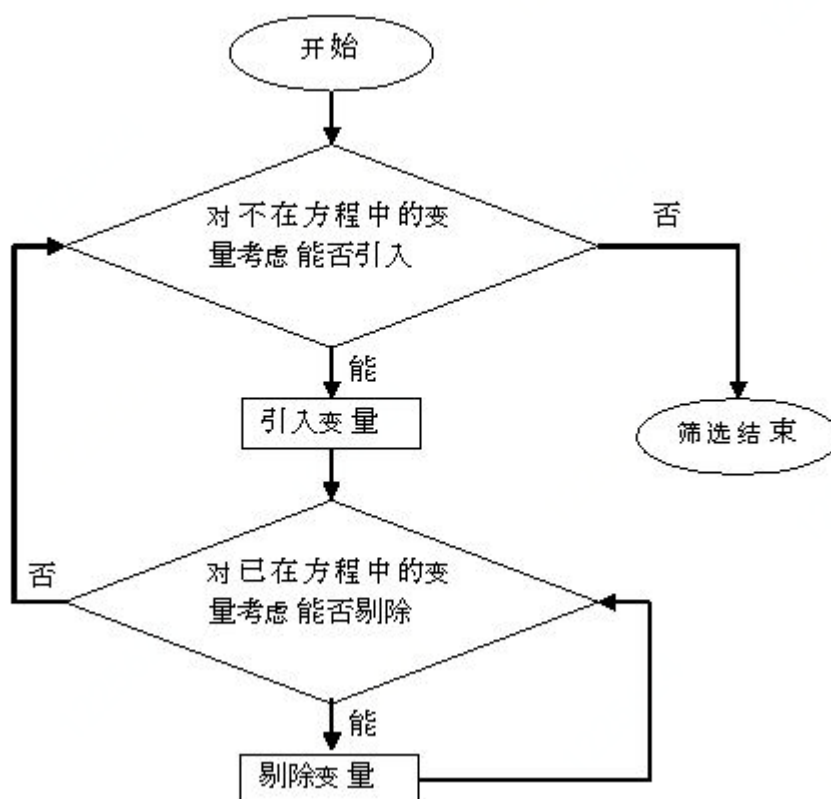 开始
对不在方程中的变
量考虑能否引入
否
能
引入变量
筛选结束
对已在方程中的变
量考虑能否剔除
否
能
剔除变量